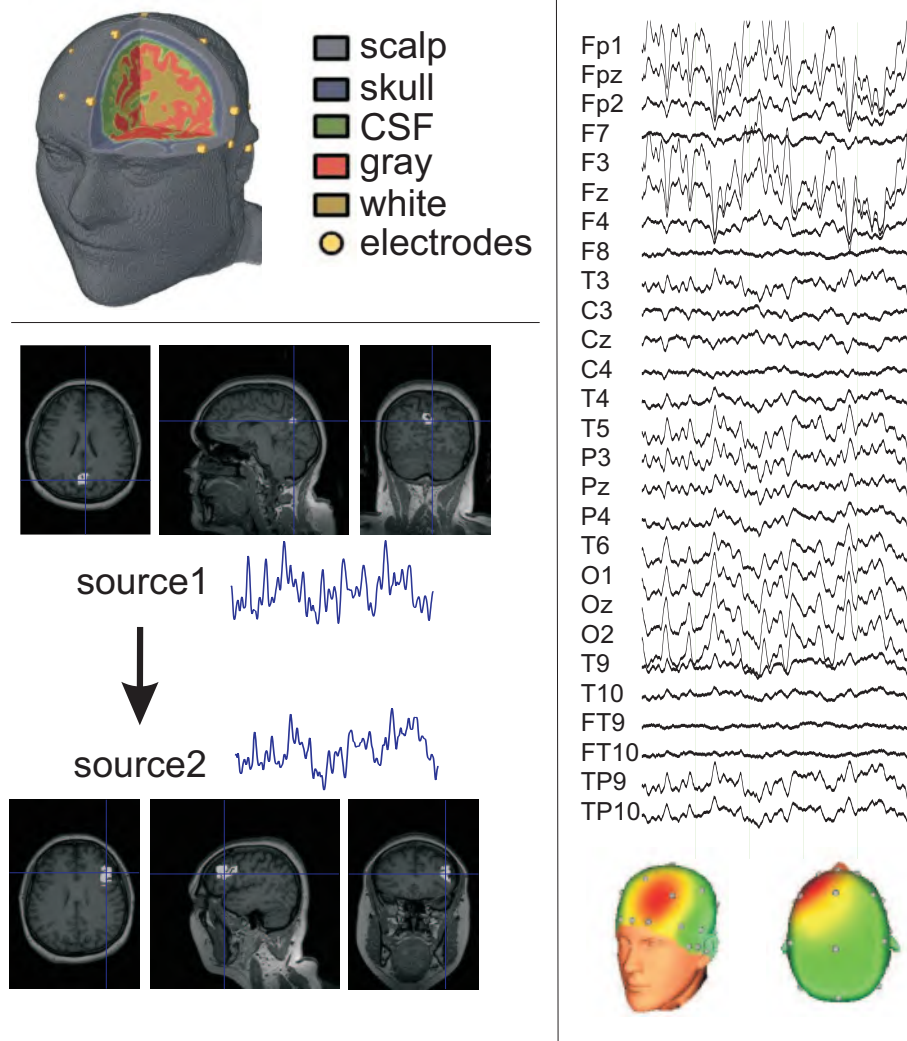 scalp
skull
CSF
gray
white
electrodes
source1
source2
Fp1
Fpz
Fp2
F7
F3
Fz
F4
F8
T3
C3
Cz
C4
T4
T5
P3
Pz
P4
T6
O1
Oz
O2
T9
T10
FT9
FT10
TP9
TP10